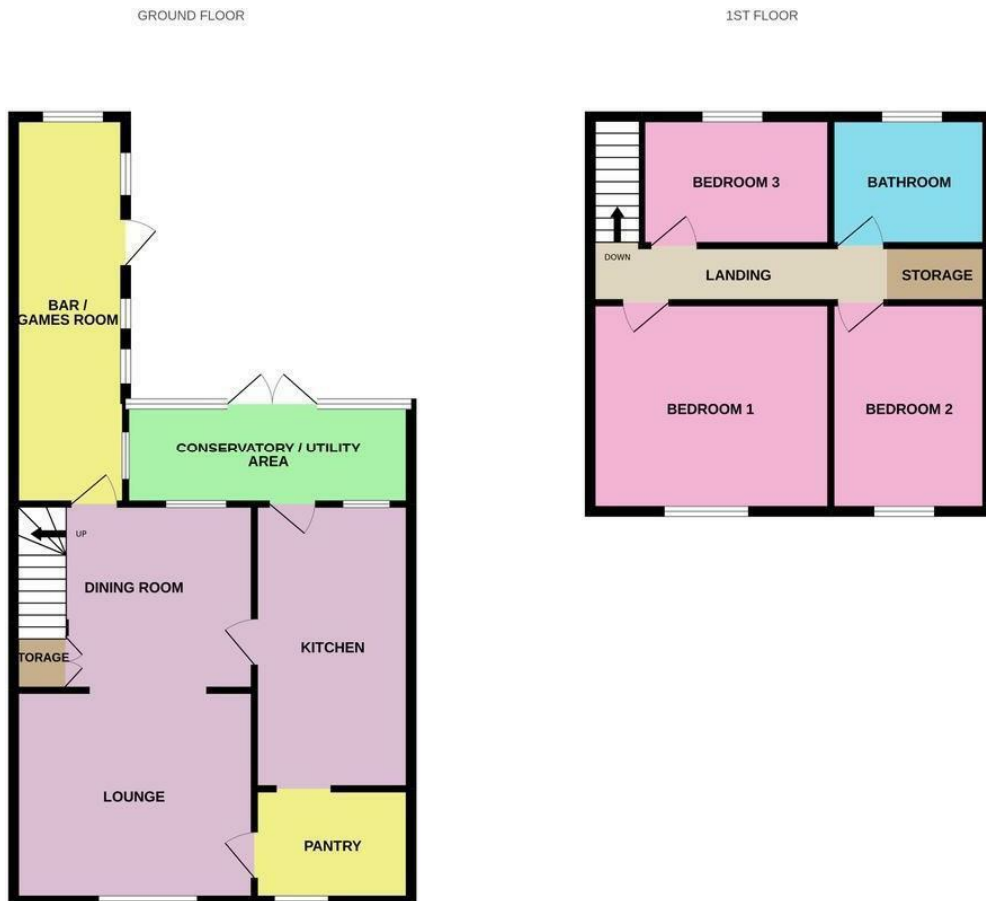 GROUND FLOOR
BAR /
GAMES ROOM
CONSERVATORY / UTILITY
AREA
UP
DINING ROOM
KITCHEN
TORAGE
LOUNGE
PANTRY
1ST FLOOR
BEDROOM 3
BATHROOM
DOWN
LANDING
STORAGE
BEDROOM 1
BEDROOM 2